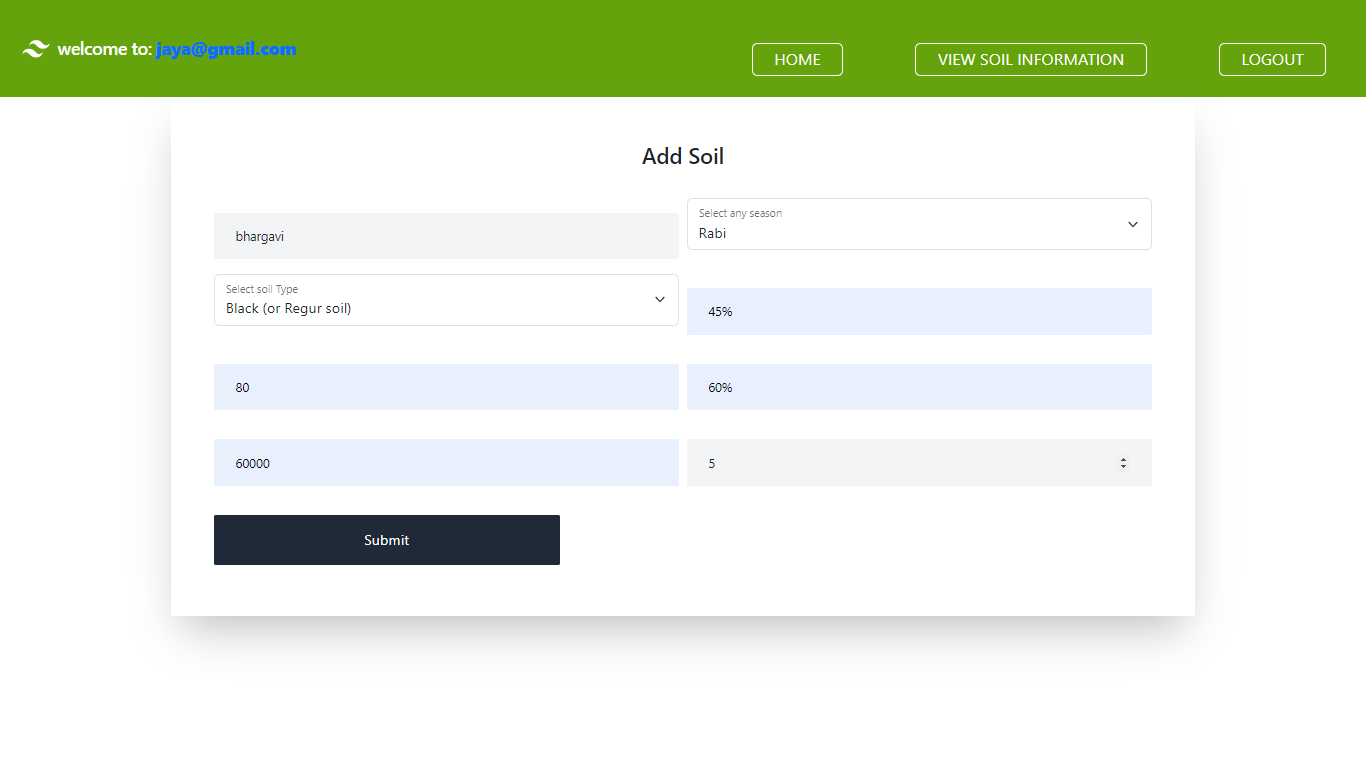 welcome to: jaya@gmail.com
HOME
VIEW SOIL INFORMATION
LOGOUT
Add Soil
bhargavi
Select any season
Rabi
Select soil Type
Black (or Regur soil)
45%
80
60%
60000
5
Submit